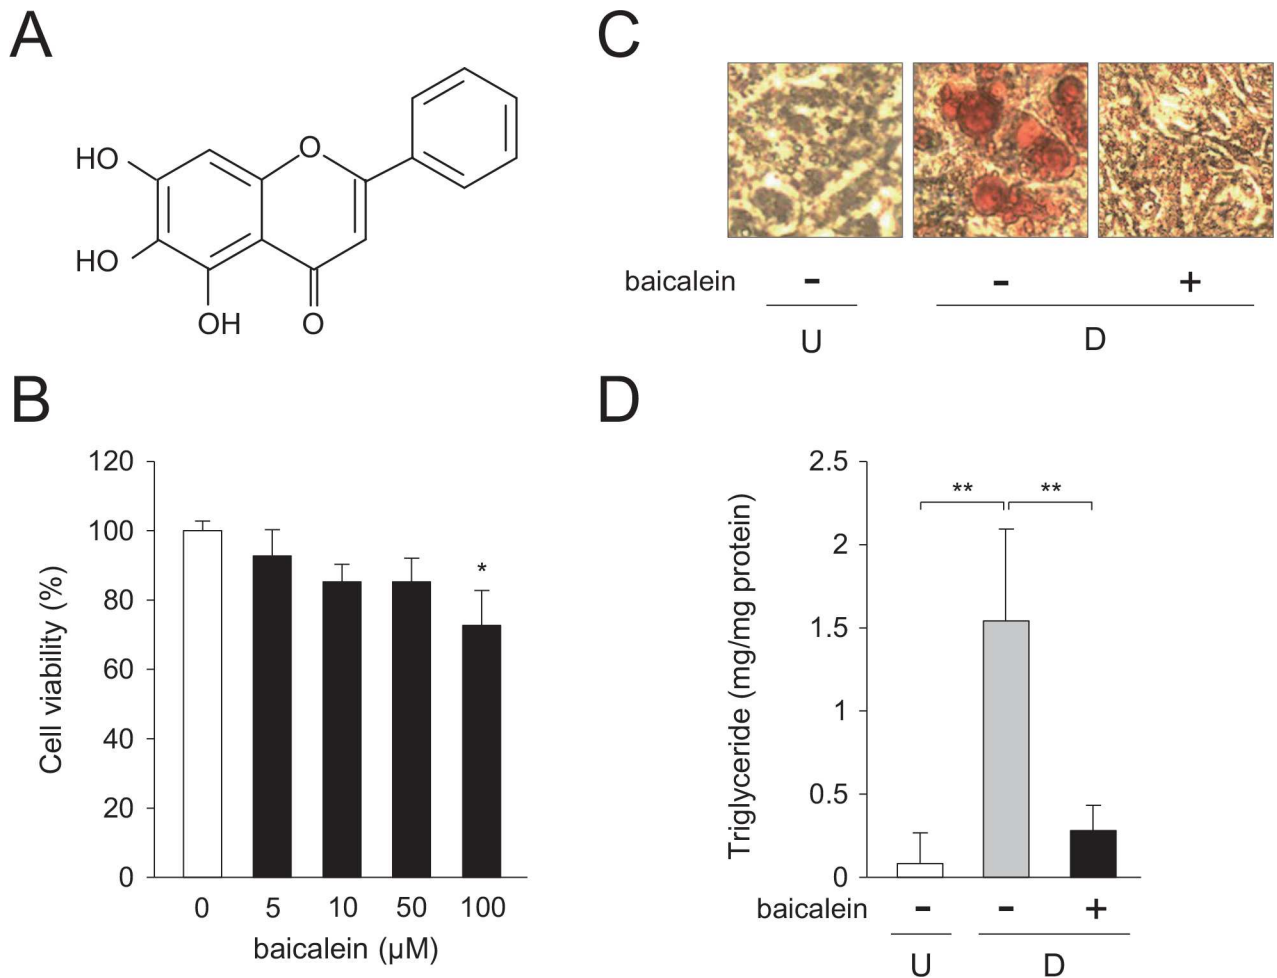 A
HO
HO
OH
O
O
B
120
100
80
60
40
20
0
Cell viability (%)
*
0 5 10 50 100
baicalein (μM)
C
baicalein - - +
U D
D
2.5
2
1.5
1
0.5
0
Triglyceride (mg/mg protein)
** **
baicalein - - +
U D